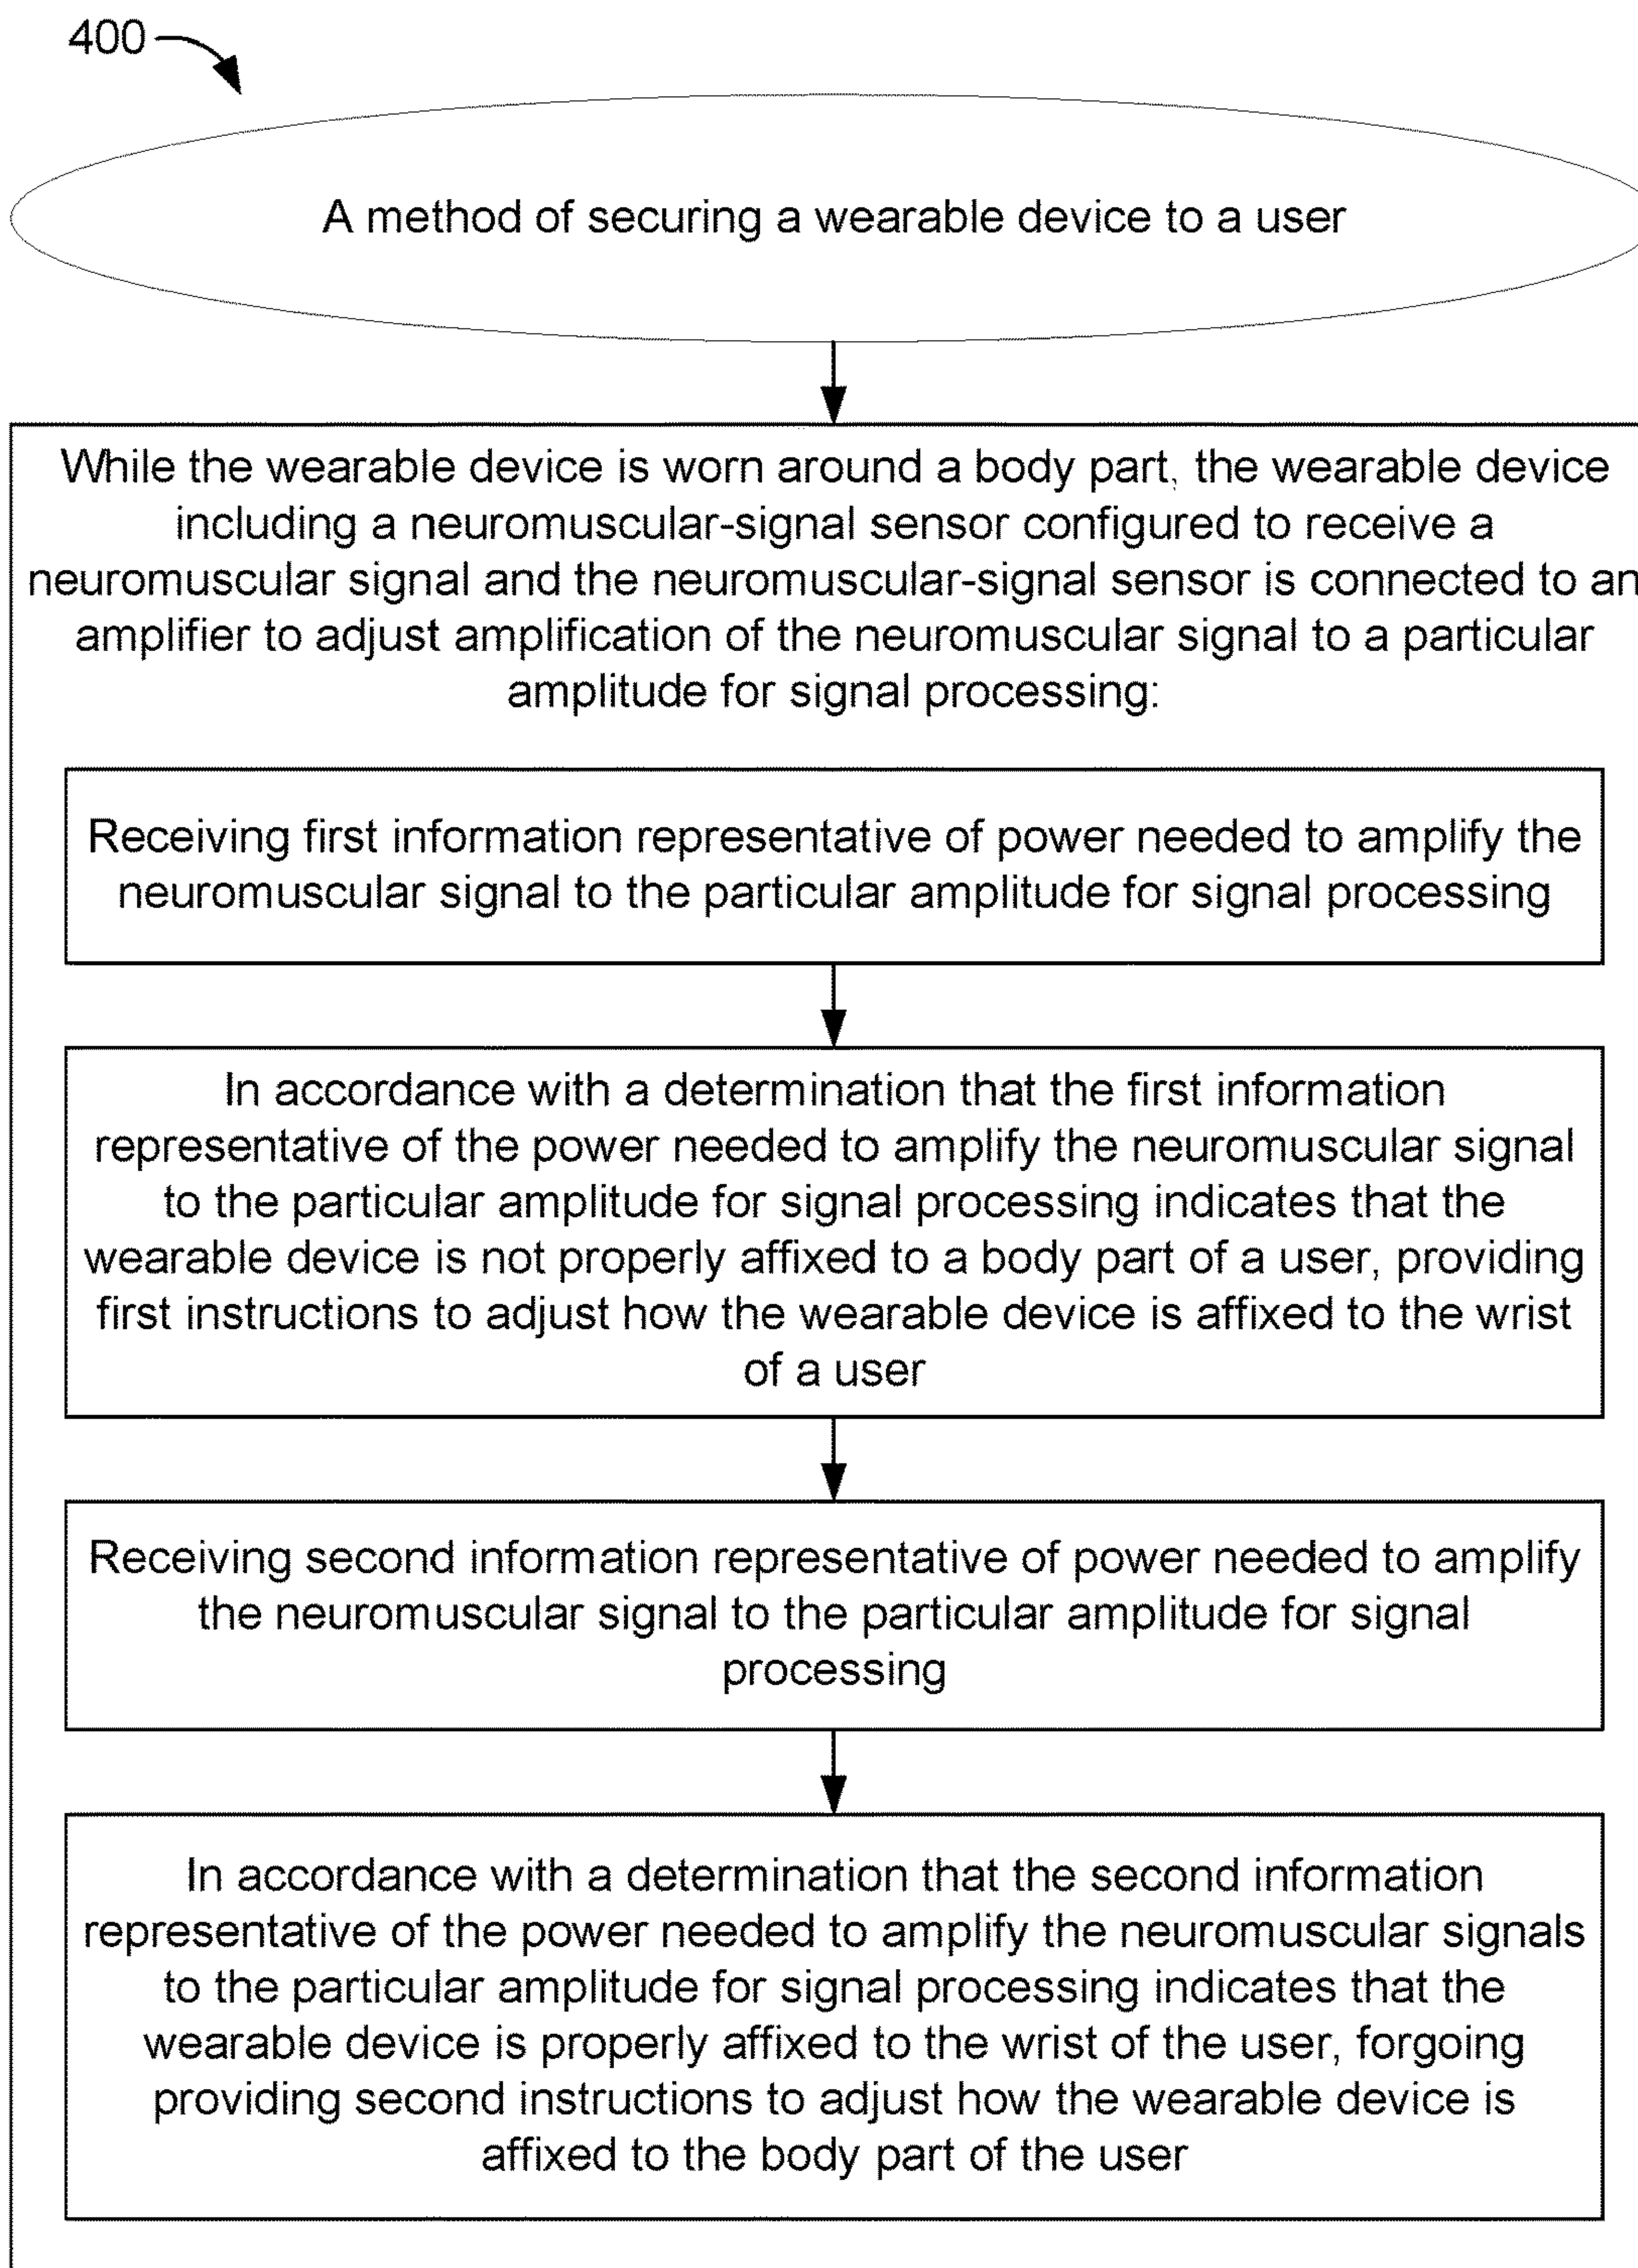 400
A method of securing a wearable device to a user
While the wearable device is worn around a body part, the wearable device
including a neuromuscular-signal sensor configured to receive a
neuromuscular signal and the neuromuscular-signal sensor is connected to an
amplifier to adjust amplification of the neuromuscular signal to a particular
amplitude for signal processing:
Receiving first information representative of power needed to amplify the
neuromuscular signal to the particular amplitude for signal processing
In accordance with a determination that the first information
representative of the power needed to amplify the neuromuscular signal
to the particular amplitude for signal processing indicates that the
wearable device is not properly affixed to a body part of a user, providing
first instructions to adjust how the wearable device is affixed to the wrist
of a user
Receiving second information representative of power needed to amplify
the neuromuscular signal to the particular amplitude for signal
processing
In accordance with a determination that the second information
representative of the power needed to amplify the neuromuscular signals
to the particular amplitude for signal processing indicates that the
wearable device is properly affixed to the wrist of the user, forgoing
providing second instructions to adjust how the wearable device is
affixed to the body part of the user